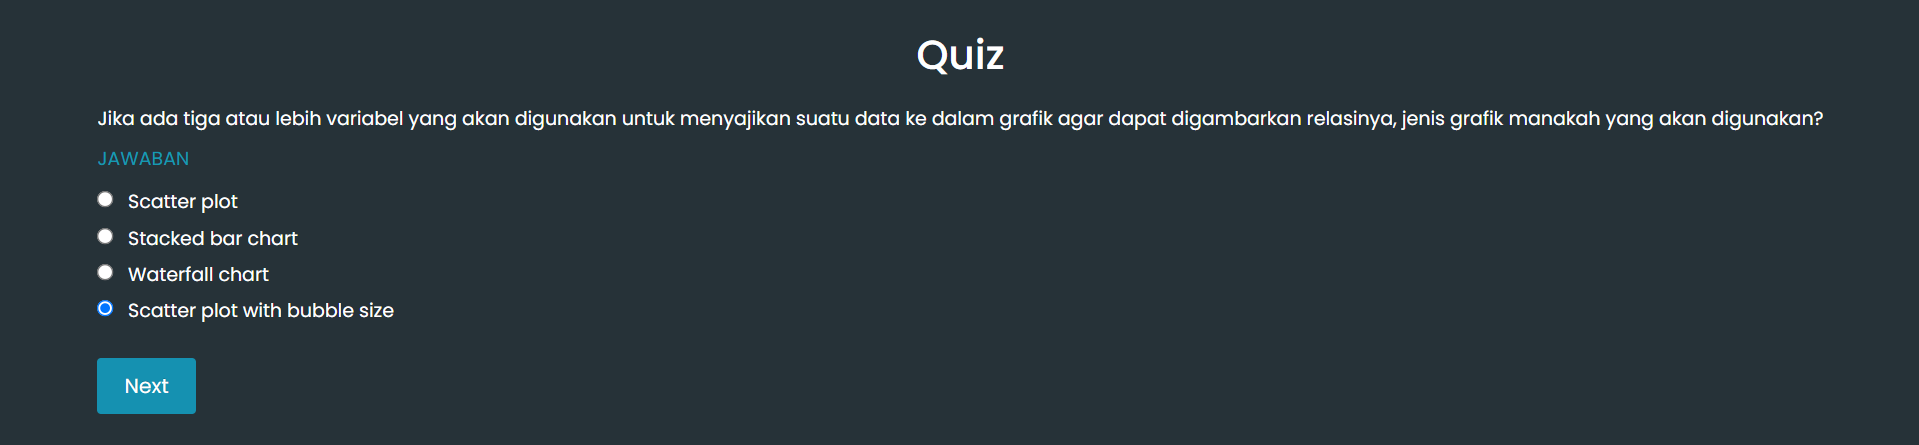 Quiz
Jika ada tiga atau lebih variabel yang akan digunakan untuk menyajikan suatu data ke dalam grafik agar dapat digambarkan relasinya, jenis grafik manakah yang akan digunakan?
JAWABAN
Scatter plot
Stacked bar chart
Waterfall chart
Scatter plot with bubble size
Next